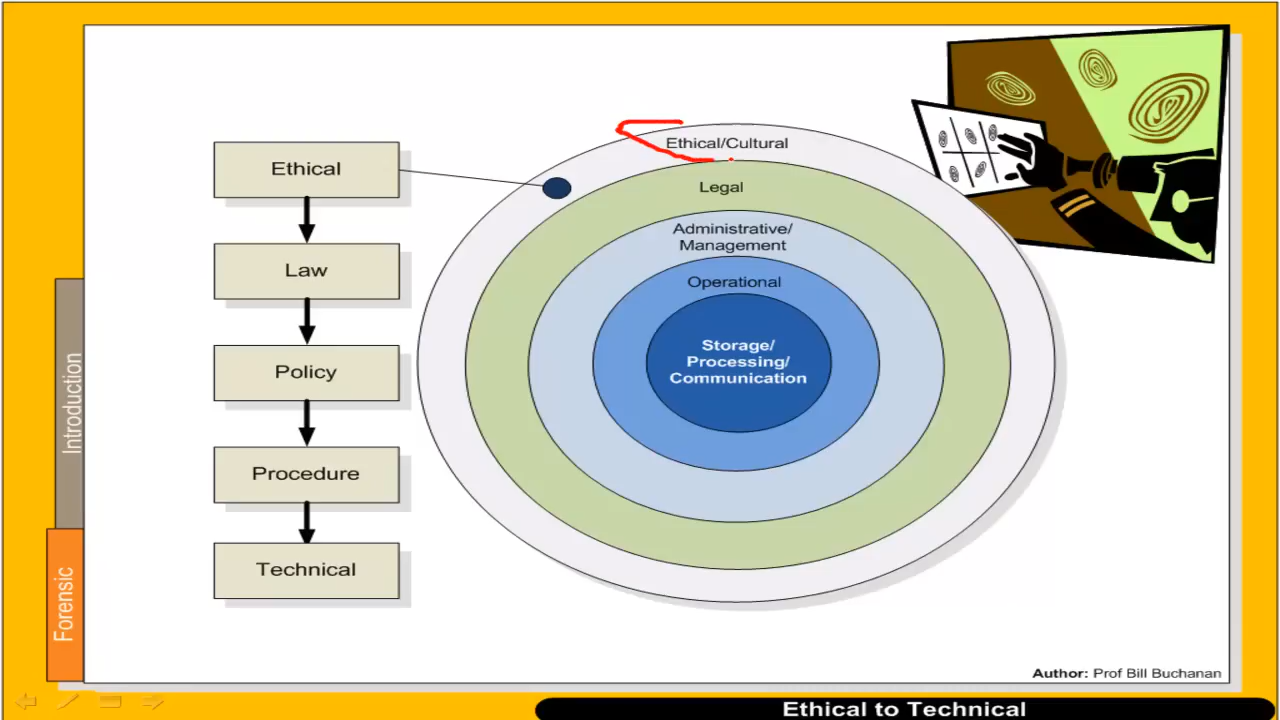 Ethical
Law
Policy
Procedure
Technical
Ethical/Cultural
Legal
Administrative/
Management
Operational
Storage/
Processing/
Communication
Introduction
Forensic
Author: Prof Bill Buchanan
Ethical to Technical